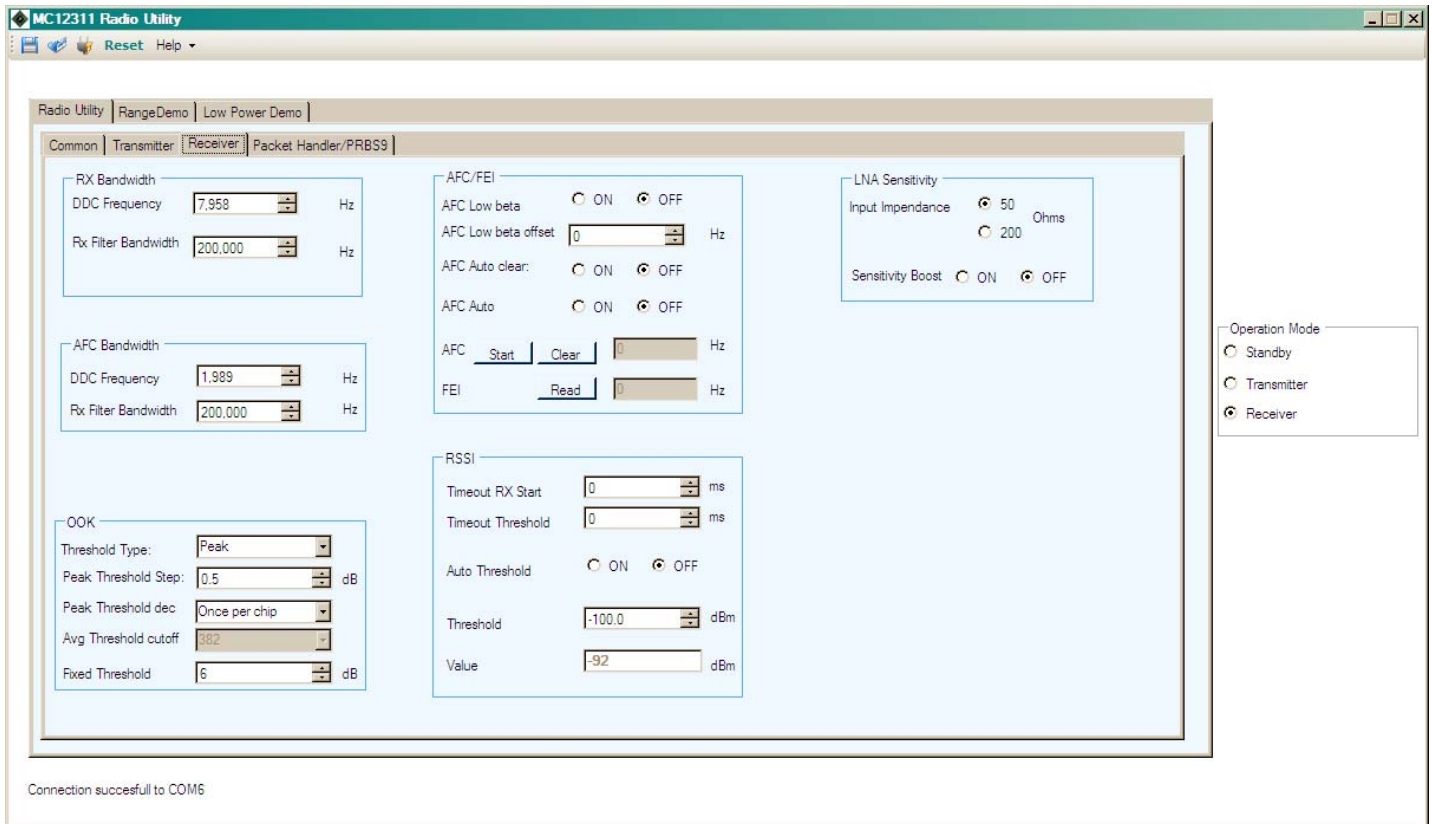 MC12311 Radio Utility
Reset Help
Radio Utility RangeDemo Low Power Demo
Common Transmitter Receiver Packet Handler/PRBS9
RX Bandwidth
DDC Frequency 7,958 Hz
Rx Filter Bandwidth 200,000 Hz
AFC Bandwidth
DDC Frequency 1,989 Hz
Rx Filter Bandwidth 200,000 Hz
OOK
Threshold Type: Peak
Peak Threshold Step: 0.5 dB
Peak Threshold dec Once per chip
Avg Threshold cutoff 382
Fixed Threshold 6 dB
AFC/FEI
AFC Low beta ON OFF
AFC Low beta offset 0 Hz
AFC Auto clear: ON OFF
AFC Auto ON OFF
AFC Start Clear 0 Hz
FEI Read 0 Hz
RSSI
Timeout RX Start 0 ms
Timeout Threshold 0 ms
Auto Threshold ON OFF
Threshold -100.0 dBm
Value -92 dBm
LNA Sensitivity
Input Impendance 50 Ohms
200
Sensitivity Boost ON OFF
Operation Mode
Standby
Transmitter
Receiver
Connection succesfull to COM6